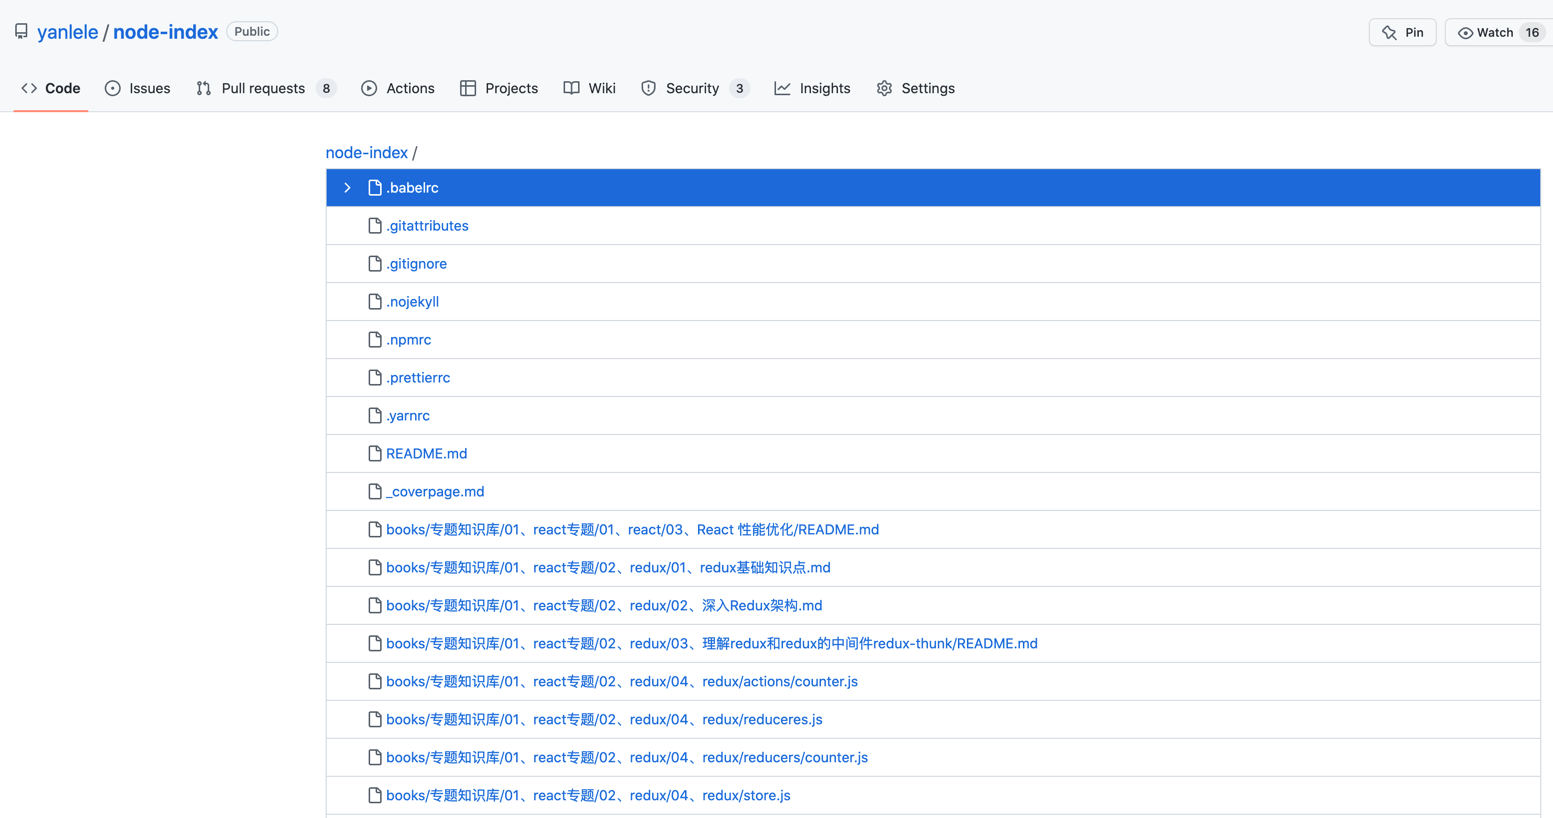 yanlele / node-index Public Pin Watch 16
Code Issues Pull requests 8 Actions Projects Wiki Security 3 Insights Settings
node-index /
.babelrc
.gitattributes
.gitignore
.nojekyll
.npmrc
.prettierrc
.yarnrc
README.md
_coverpage.md
books/专题知识库/01、react专题/01、react/03、React 性能优化/README.md
books/专题知识库/01、react专题/02、redux/01、redux基础知识点.md
books/专题知识库/01、react专题/02、redux/02、深入Redux架构.md
books/专题知识库/01、react专题/02、redux/03、理解redux和redux的中间件redux-thunk/README.md
books/专题知识库/01、react专题/02、redux/04、redux/actions/counter.js
books/专题知识库/01、react专题/02、redux/04、redux/reduceres.js
books/专题知识库/01、react专题/02、redux/04、redux/reducers/counter.js
books/专题知识库/01、react专题/02、redux/04、redux/store.js